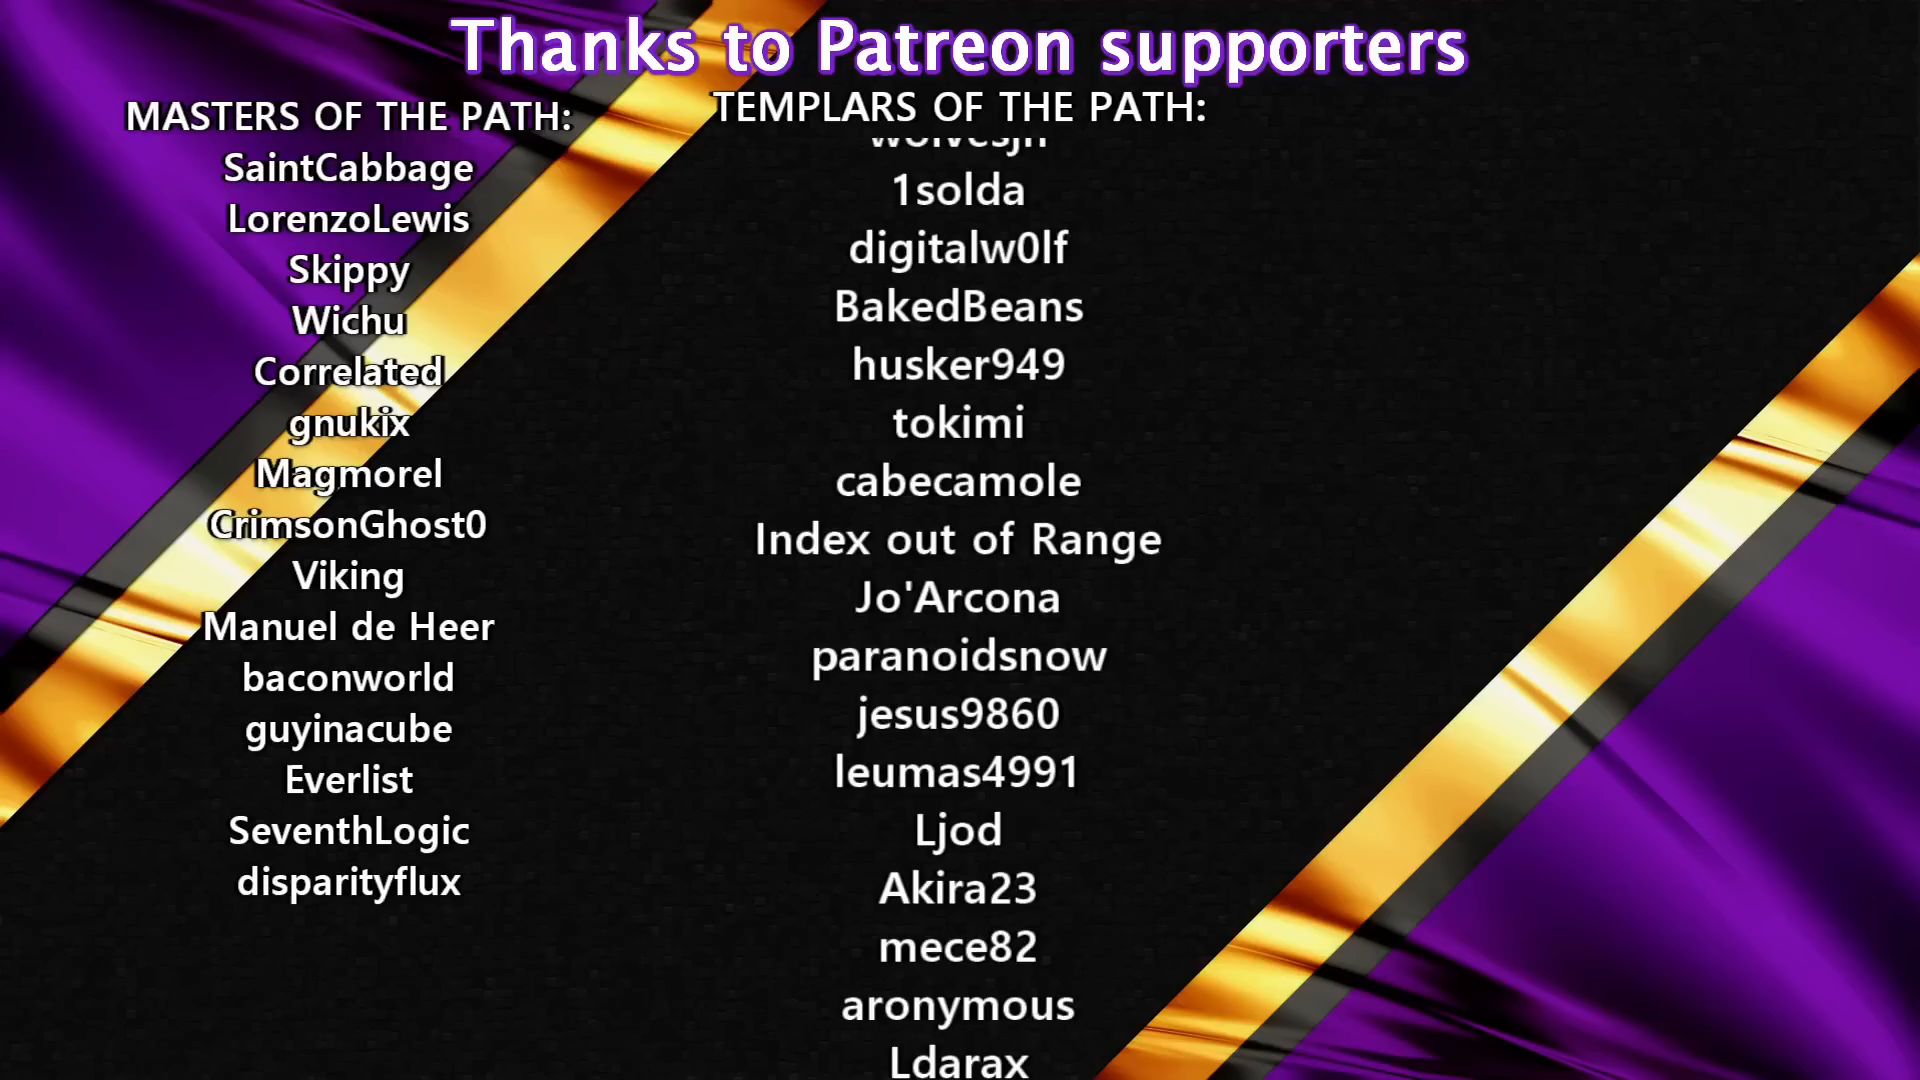 Thanks to Patreon supporters
MASTERS OF THE PATH:
SaintCabbage
LorenzoLewis
Skippy
Wichu
Correlated
gnukix
Magmorel
CrimsonGhost0
Viking
Manuel de Heer
baconworld
guyinacube
Everlist
SeventhLogic
disparityflux
TEMPLARS OF THE PATH:
1solda
digitalw0lf
BakedBeans
husker949
tokimi
cabecamole
Index out of Range
Jo'Arcona
paranoidsnow
jesus9860
leumas4991
Ljod
Akira23
mece82
aronymous
Ldarax